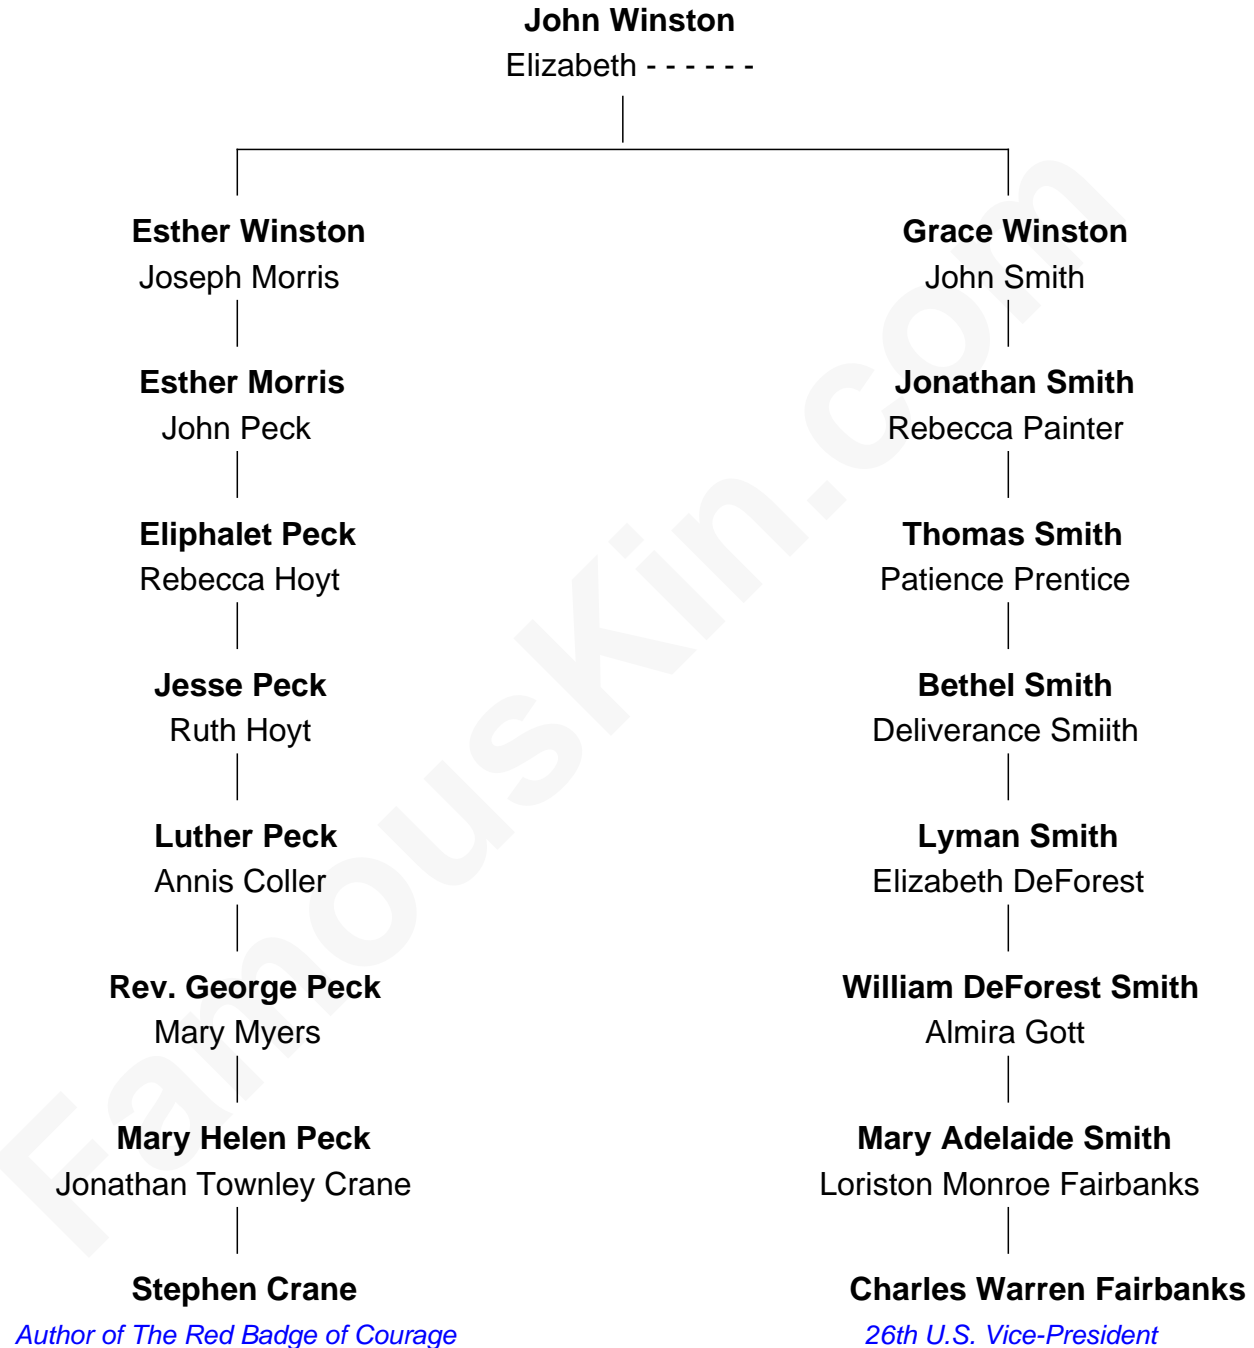 John Winston
Elizabeth - - - - - -
Esther Winston
Joseph Morris
Grace Winston
John Smith
Esther Morris
John Peck
Jonathan Smith
Rebecca Painter
Eliphalet Peck
Rebecca Hoyt
Thomas Smith
Patience Prentice
Jesse Peck
Ruth Hoyt
Bethel Smith
Deliverance Smiith
Luther Peck
Annis Coller
Lyman Smith
Elizabeth DeForest
Rev. George Peck
Mary Myers
William DeForest Smith
Almira Gott
Mary Helen Peck
Jonathan Townley Crane
Mary Adelaide Smith
Loriston Monroe Fairbanks
Stephen Crane
Author of The Red Badge of Courage
Charles Warren Fairbanks
26th U.S. Vice-President
FamousKin.com